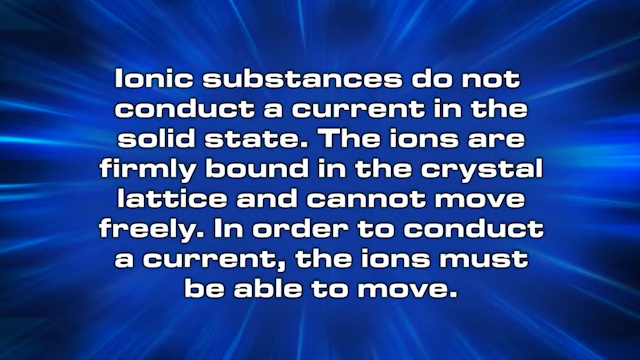 Ionic substances do not
conduct a current in the
solid state. The ions are
firmly bound in the crystal
lattice and cannot move
freely. In order to conduct
a current, the ions must
be able to move.